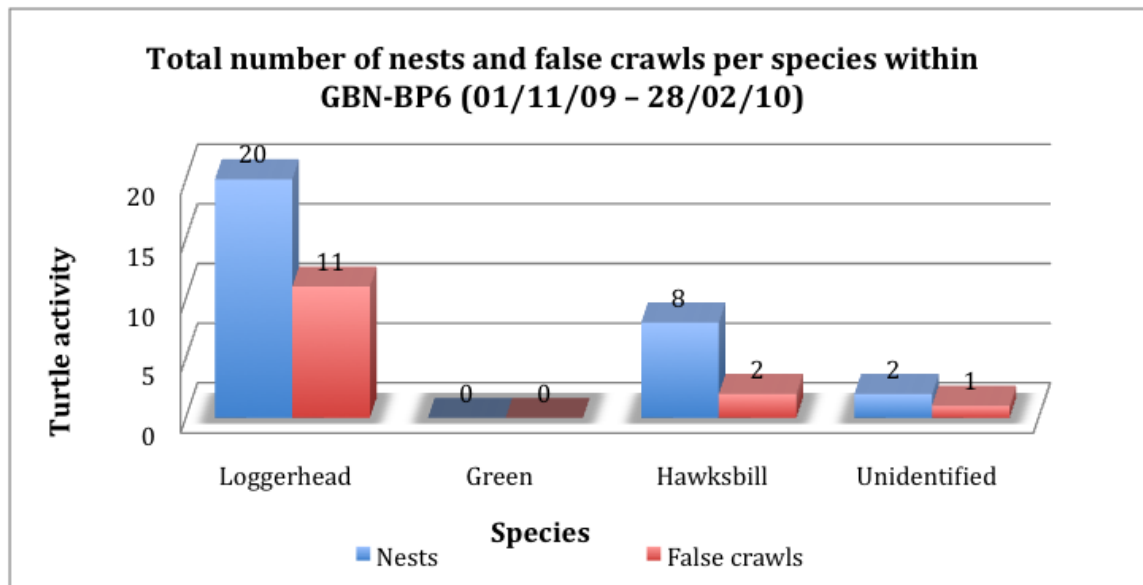 Total number of nests and false crawls per species within
GBN-BP6 (01/11/09 – 28/02/10)
Turtle activity
20
15
10
5
0
20
11
0
0
8
2
2
1
Loggerhead
Green
Hawksbill
Unidentified
Species
Nests
False crawls